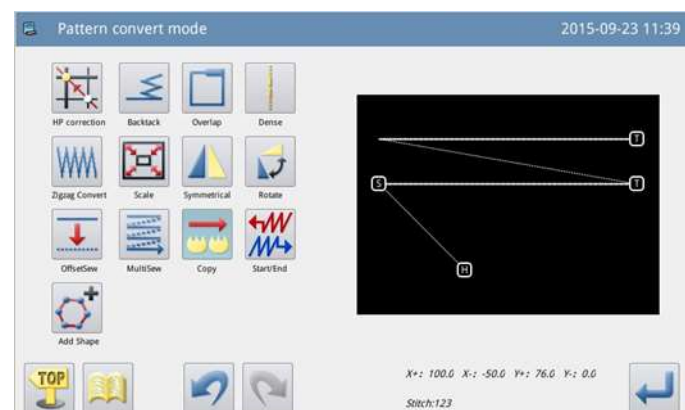 Pattern convert mode 2015-09-23 11:39
HP correction Backtack Overlap Dense
Zigzag Convert Scale Symmetrical Rotate
OffsetSew MultiSew Copy Start/End
Add Shape
T
S T
H
TOP
X+: 100.0 X-: -50.0 Y+: 76.0 Y-: 0.0
Stitch:123